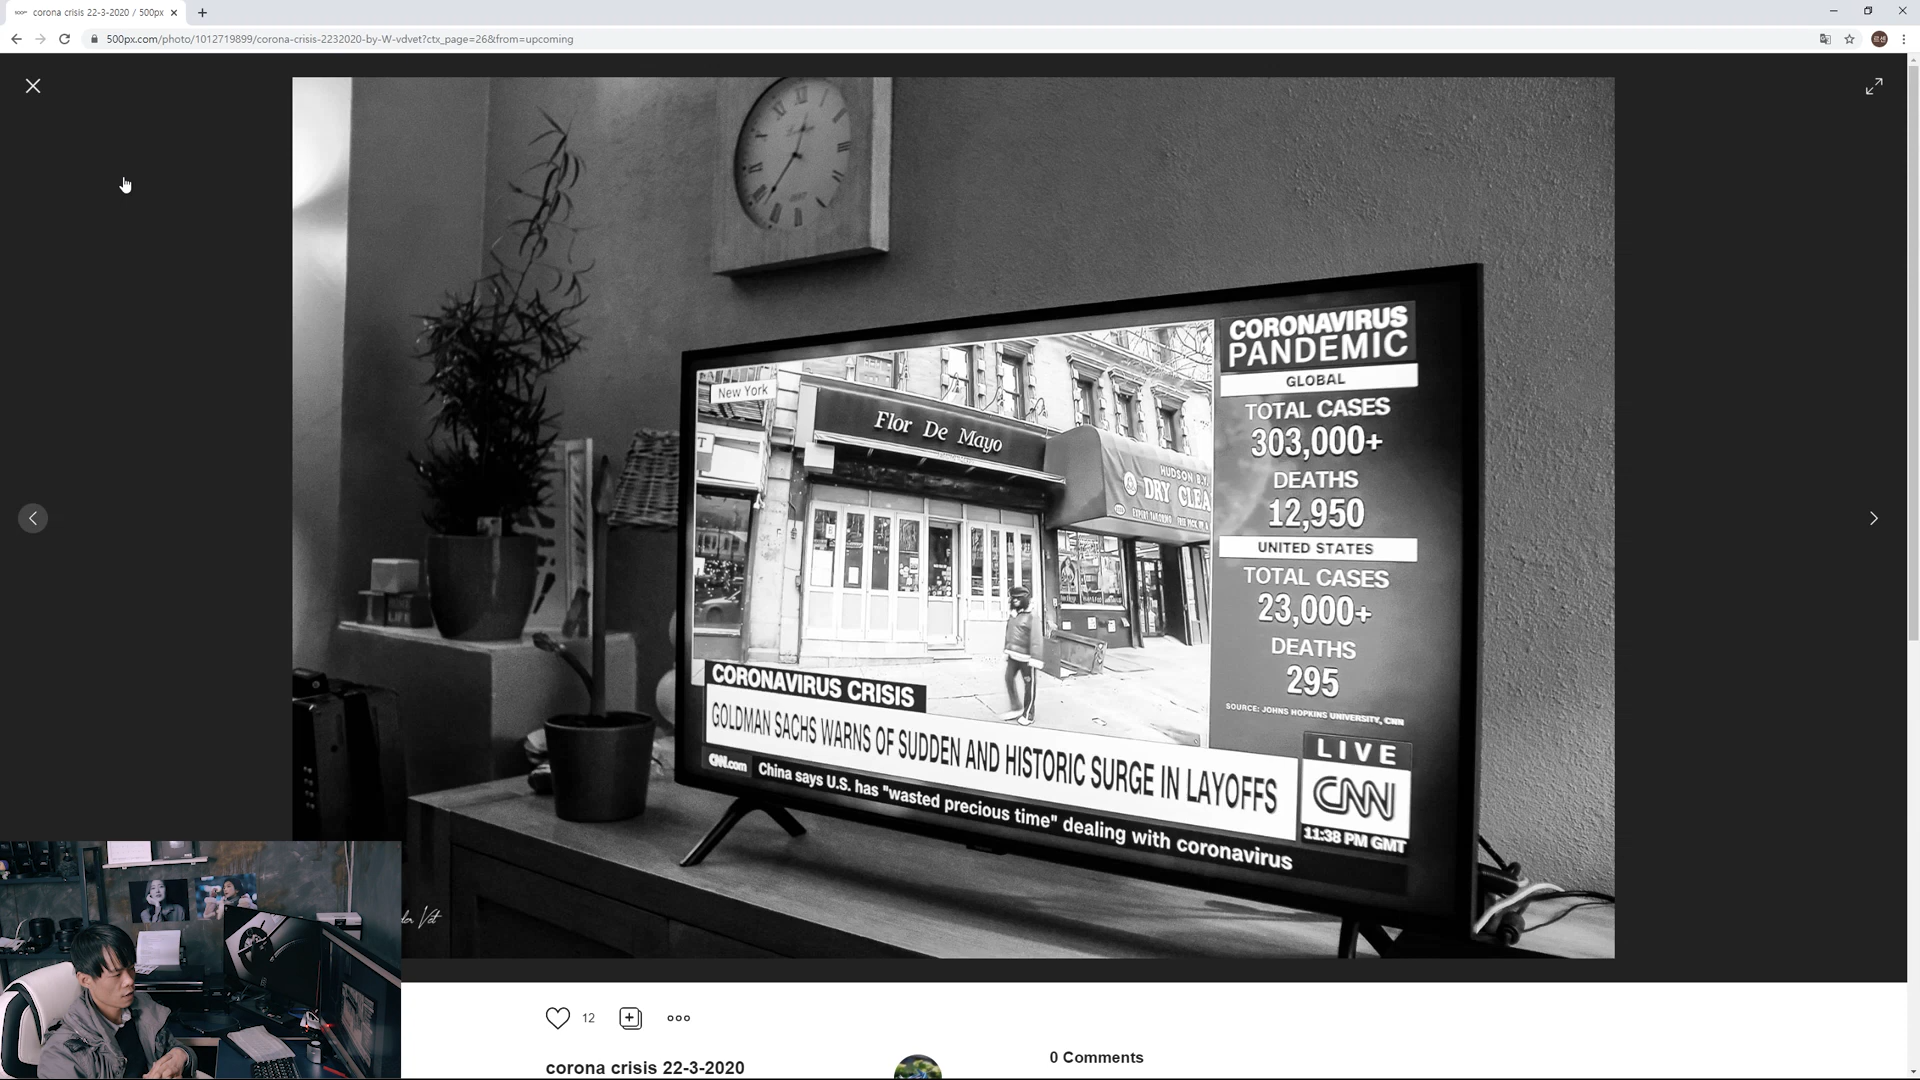 corona crisis 22-3-2020 / 500px
500px.com/photo/1012719899/corona-crisis-2232020-by-W-vdvet?ctx_page=26&from=upcoming
CORONAVIRUS
PANDEMIC
GLOBAL
TOTAL CASES
303,000+
DEATHS
12,950
UNITED STATES
TOTAL CASES
23,000+
DEATHS
295
SOURCE: JOHNS HOPKINS UNIVERSITY, CNN
New York
Flor De Mayo
HUDSON
DRY CLEA
CORONAVIRUS CRISIS
GOLDMAN SACHS WARNS OF SUDDEN AND HISTORIC SURGE IN LAYOFFS
CNN.com China says U.S. has "wasted precious time" dealing with coronavirus
LIVE
CNN
11:38 PM GMT
12
corona crisis 22-3-2020
0 Comments